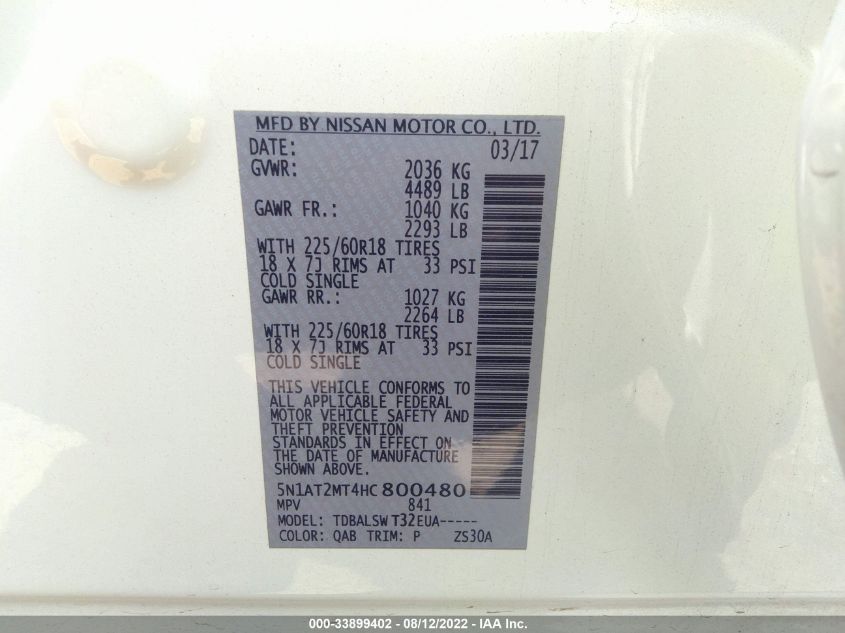 MFD BY NISSAN MOTOR CO., LTD.
DATE: 03/17
GVWR: 2036 KG
4489 LB
GAWR FR.: 1040 KG
2293 LB
WITH 225/60R18 TIRES
18 X 7J RIMS AT 33 PSI
COLD SINGLE
GAWR RR.: 1027 KG
2264 LB
WITH 225/60R18 TIRES
18 X 7J RIMS AT 33 PSI
COLD SINGLE
THIS VEHICLE CONFORMS TO
ALL APPLICABLE FEDERAL
MOTOR VEHICLE SAFETY AND
THEFT PREVENTION
STANDARDS IN EFFECT ON
THE DATE OF MANUFACTURE
SHOWN ABOVE.
5N1AT2MT4HC800480
MPV 841
MODEL: TDBALSW T32EUA-----
COLOR: QAB TRIM: P ZS30A
000-33899402 - 08/12/2022 - IAA Inc.